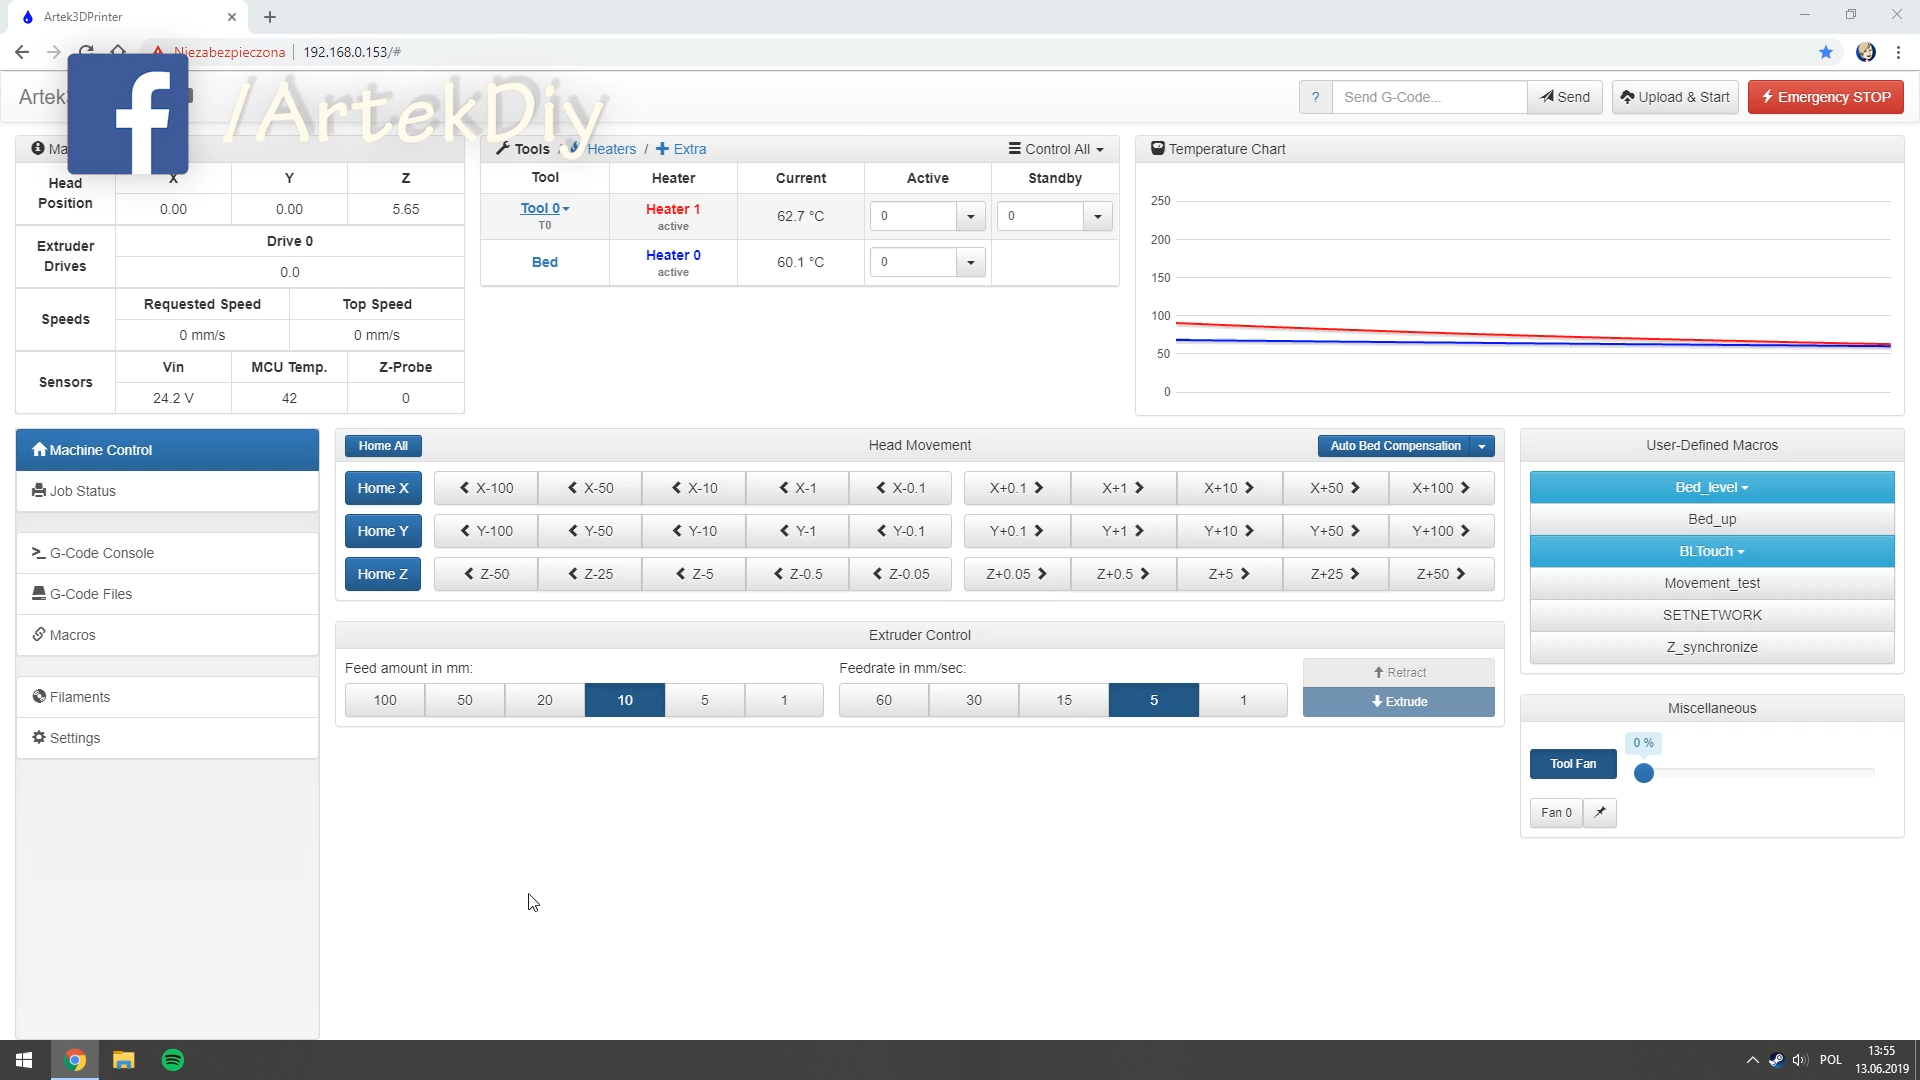 Artek3DPrinter
Niezabezpieczona 192.168.0.153/#
/ArtekDiy
? Send G-Code... Send Upload & Start Emergency STOP
Tools / Heaters / Extra Control All
Temperature Chart
Head Position X Y Z
0.00 0.00 5.65
Extruder Drives Drive 0
0.0
Speeds Requested Speed Top Speed
0 mm/s 0 mm/s
Sensors Vin MCU Temp. Z-Probe
24.2 V 42 0
Tool Heater Current Active Standby
Tool 0 Heater 1 62.7 °C 0 0
T0 active
Bed Heater 0 60.1 °C 0
active
250
200
150
100
50
0
Machine Control
Job Status
G-Code Console
G-Code Files
Macros
Filaments
Settings
Home All Head Movement Auto Bed Compensation
Home X X-100 X-50 X-10 X-1 X-0.1 X+0.1 X+1 X+10 X+50 X+100
Home Y Y-100 Y-50 Y-10 Y-1 Y-0.1 Y+0.1 Y+1 Y+10 Y+50 Y+100
Home Z Z-50 Z-25 Z-5 Z-0.5 Z-0.05 Z+0.05 Z+0.5 Z+5 Z+25 Z+50
Extruder Control
Feed amount in mm: Feedrate in mm/sec:
100 50 20 10 5 1 60 30 15 5 1
Retract
Extrude
User-Defined Macros
Bed_level
Bed_up
BLTouch
Movement_test
SETNETWORK
Z_synchronize
Miscellaneous
0 %
Tool Fan
Fan 0
POL 13:55
13.06.2019